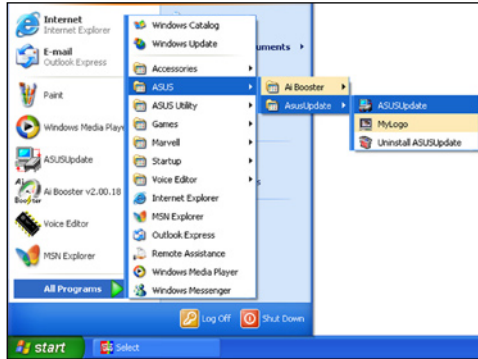 Internet
Internet Explorer
E-mail
Outlook Express
Paint
Windows Media Play
ASUSUpdate
Ai Booster v2.00.18
Voice Editor
MSN Explorer
All Programs
Windows Catalog
Windows Update
Accessories
ASUS
ASUS Utility
Games
Marvell
Startup
Voice Editor
Internet Explorer
MSN Explorer
Outlook Express
Remote Assistance
Windows Media Player
Windows Messenger
uments
s
Ai Booster
AsusUpdate
ASUSUpdate
MyLogo
Uninstall ASUSUpdate
Log Off
Shut Down
start
Select